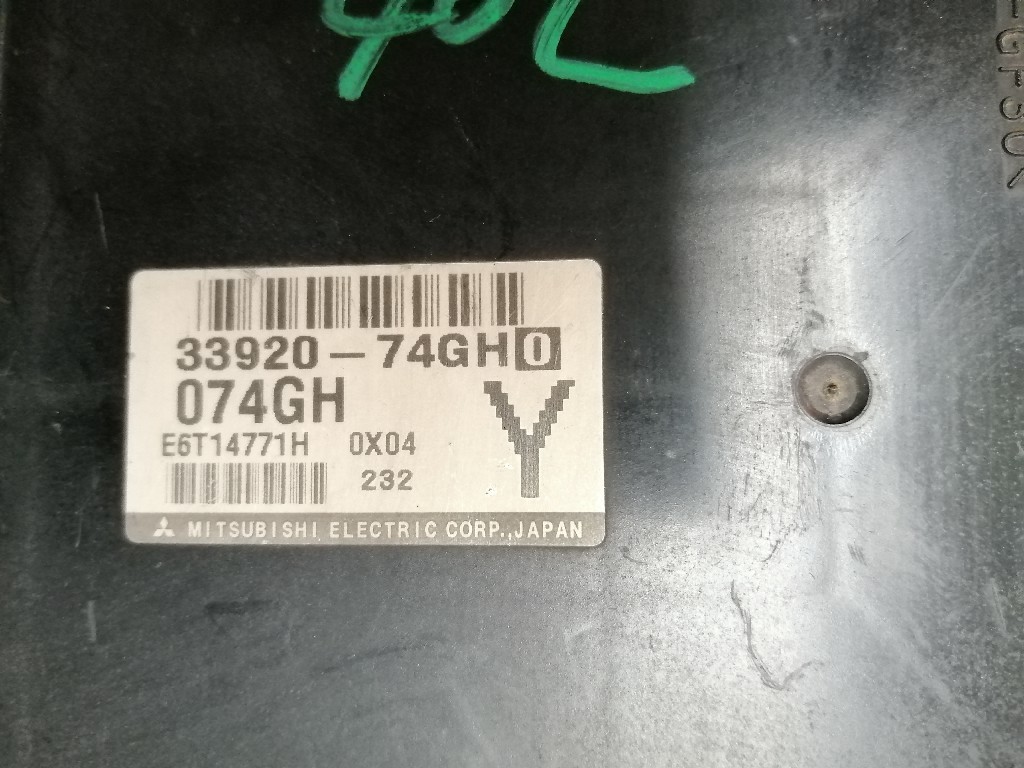 33920-74GH0
074GH
Y
E6T14771H 0X04
232
MITSUBISHI ELECTRIC CORP.,JAPAN